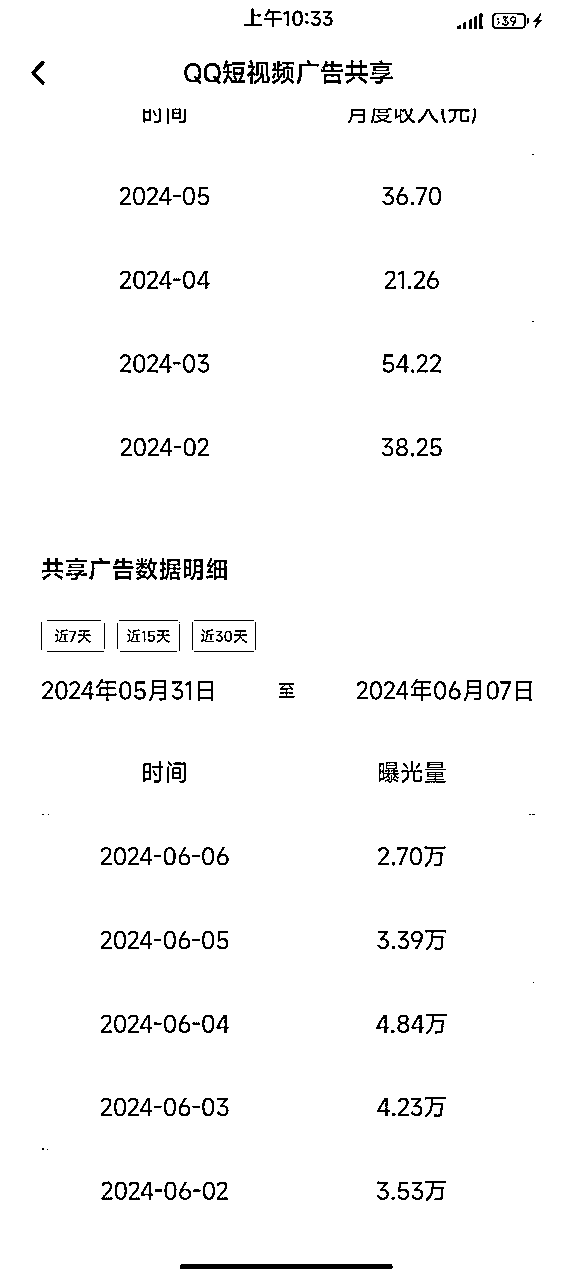 上午10:33
39
QQ短视频广告共享
时间 月度收入(元)
2024-05 36.70
2024-04 21.26
2024-03 54.22
2024-02 38.25
共享广告数据明细
近7天 近15天 近30天
2024年05月31日 至 2024年06月07日
时间 曝光量
2024-06-06 2.70万
2024-06-05 3.39万
2024-06-04 4.84万
2024-06-03 4.23万
2024-06-02 3.53万